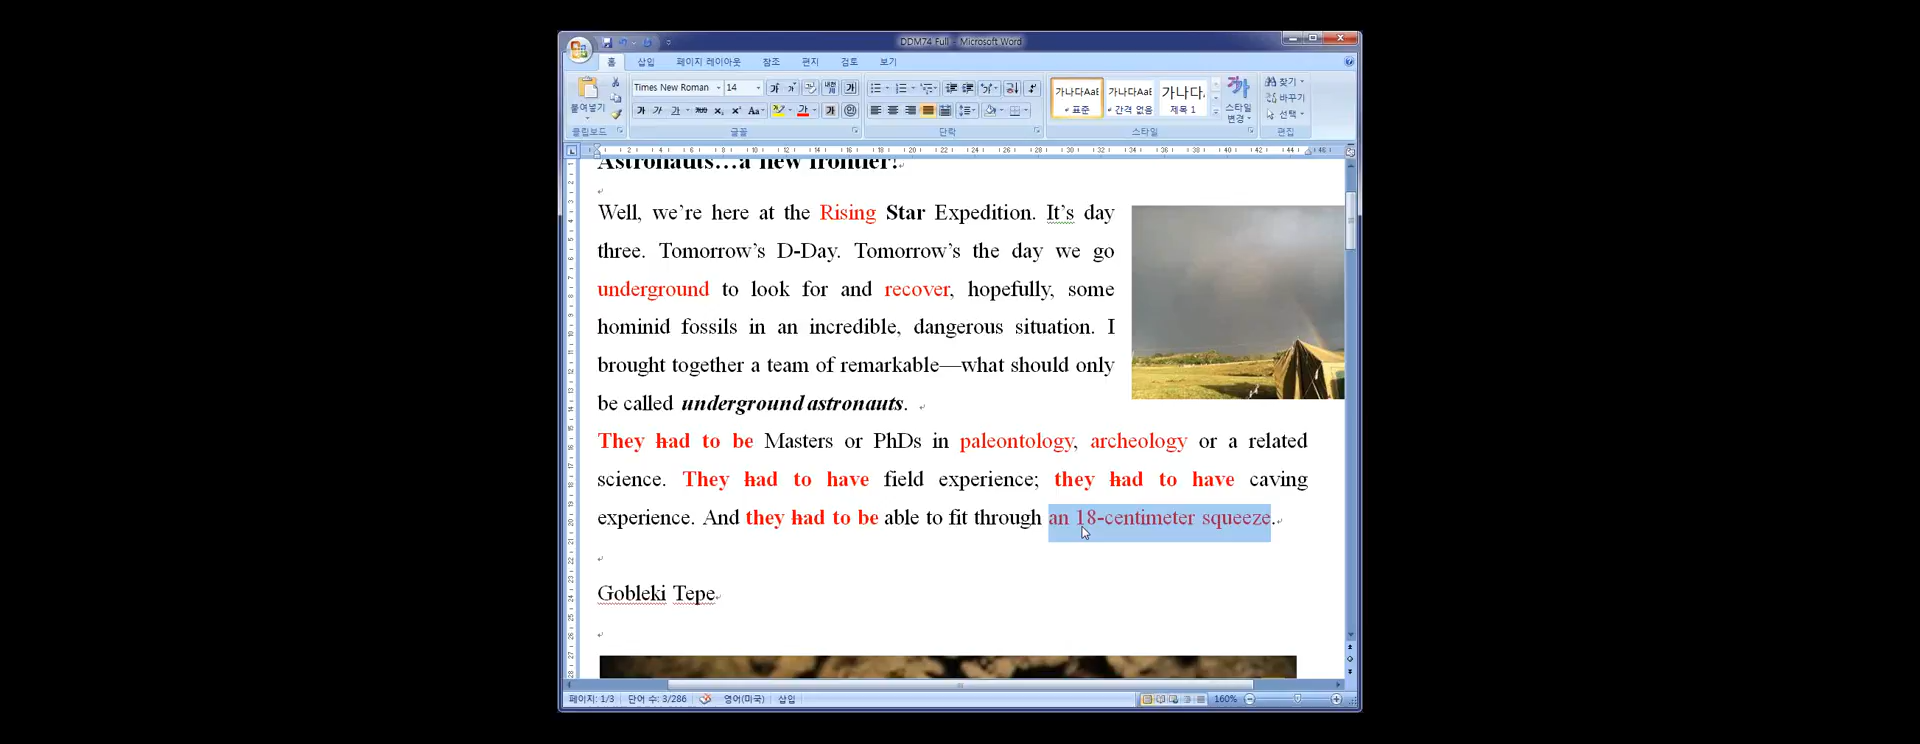 DDM74 Full - Microsoft Word
홈 삽입 페이지 레이아웃 참조 편지 검토 보기
붙여넣기
Times New Roman 14
가나다AaB 가나다AaB 가나다
표준 간격 없음 제목 1
스타일 변경
찾기
바꾸기
선택
클립보드 글꼴 단락 스타일 편집
Astronauts…a new frontier!
Well, we’re here at the Rising Star Expedition. It’s day
three. Tomorrow’s D-Day. Tomorrow’s the day we go
underground to look for and recover, hopefully, some
hominid fossils in an incredible, dangerous situation. I
brought together a team of remarkable—what should only
be called underground astronauts.
They had to be Masters or PhDs in paleontology, archeology or a related
science. They had to have field experience; they had to have caving
experience. And they had to be able to fit through an 18-centimeter squeeze.
Gobleki Tepe
페이지: 1/3 단어 수: 3/286 영어(미국) 삽입 160%